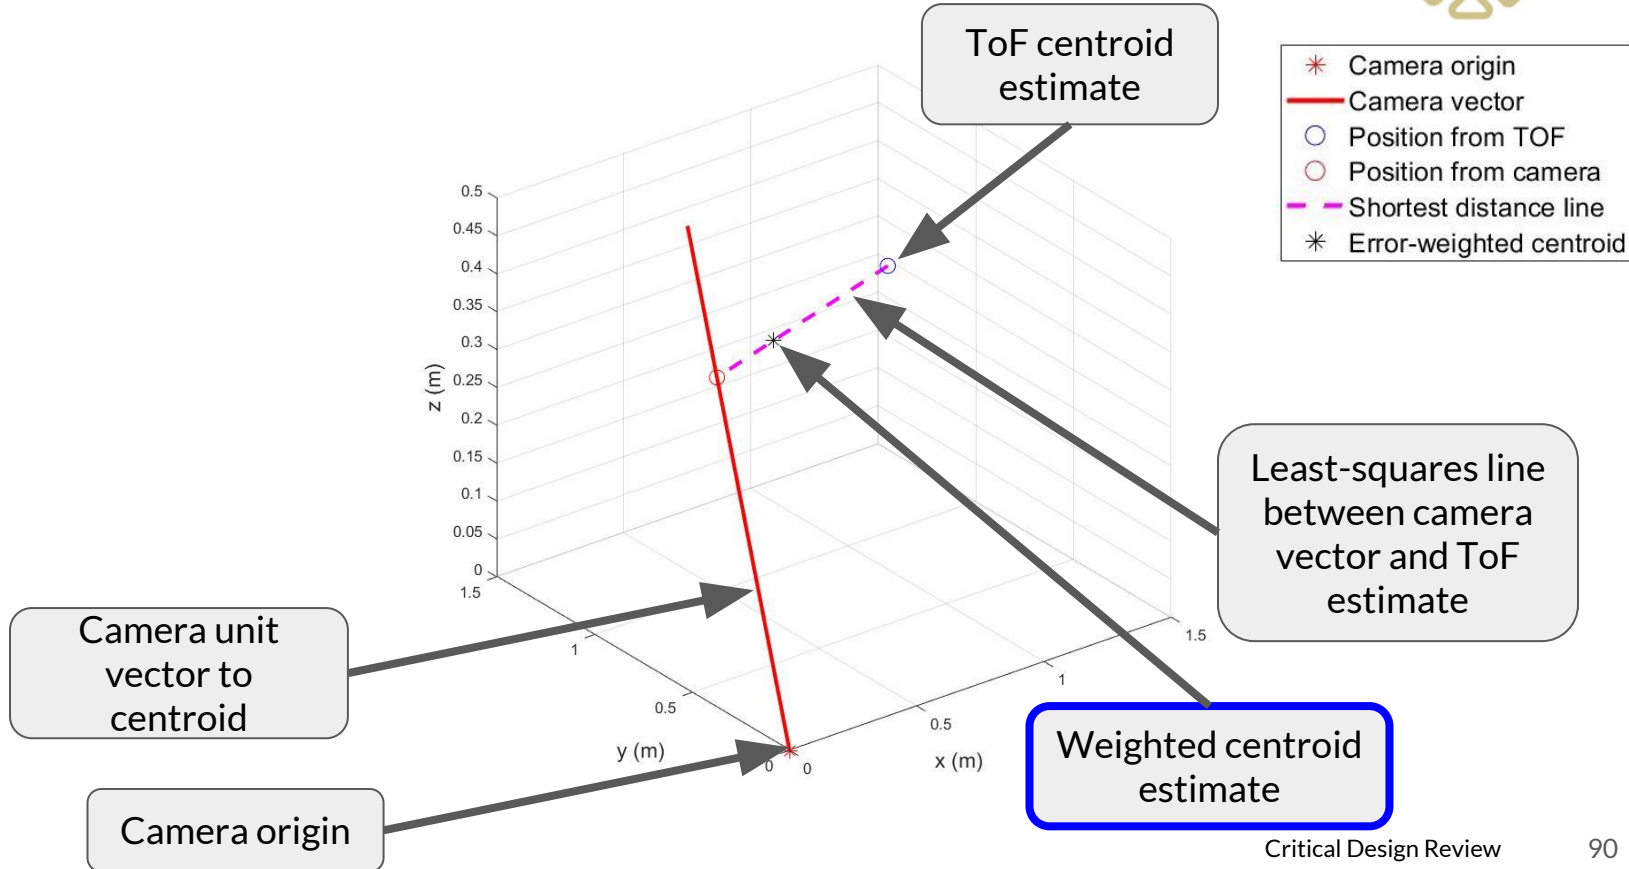 ToF centroid
estimate
Camera origin
Camera vector
Position from TOF
Position from camera
Shortest distance line
Error-weighted centroid
0.5
0.45
0.4
0.35
0.3
0.25
0.2
0.15
0.1
0.05
0
z (m)
1.5
1
0.5
0
y (m)
0
0.5
1
1.5
x (m)
Least-squares line
between camera
vector and ToF
estimate
Camera unit
vector to
centroid
Weighted centroid
estimate
Camera origin
Critical Design Review
90